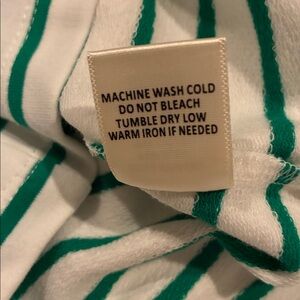 MACHINE WASH COLD
DO NOT BLEACH
TUMBLE DRY LOW
WARM IRON IF NEEDED